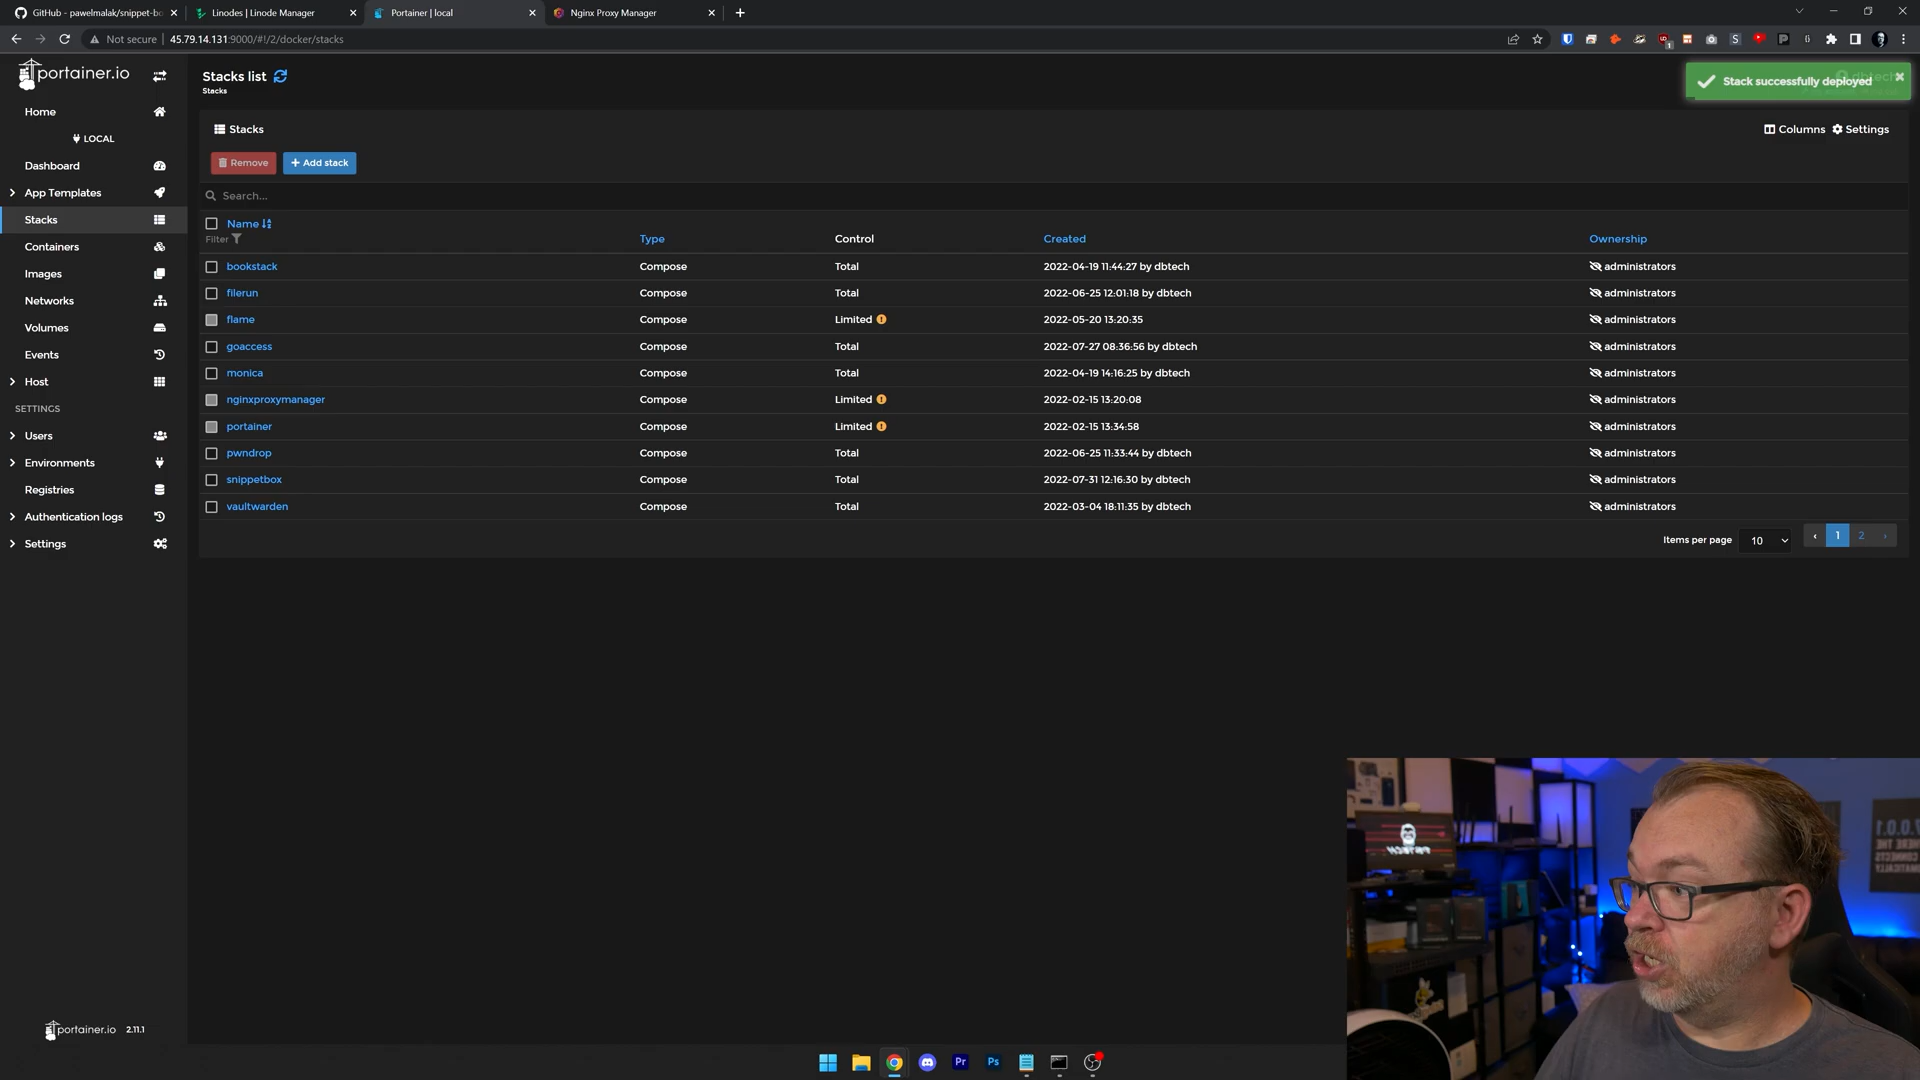 GitHub - pawelmalak/snippet-bo
Linodes | Linode Manager
Portainer | local
Nginx Proxy Manager
Not secure
45.79.14.131:9000/#!/2/docker/stacks
portainer.io
Home
LOCAL
Dashboard
App Templates
Stacks
Containers
Images
Networks
Volumes
Events
Host
SETTINGS
Users
Environments
Registries
Authentication logs
Settings
portainer.io 2.11.1
Stacks list
Stacks
Stack successfully deployed
Stacks
Columns
Settings
Remove
+ Add stack
Search...
Name
Filter
Type
Control
Created
Ownership
bookstack Compose Total 2022-04-19 11:44:27 by dbtech administrators
filerun Compose Total 2022-06-25 12:01:18 by dbtech administrators
flame Compose Limited 2022-05-20 13:20:35 administrators
goaccess Compose Total 2022-07-27 08:36:56 by dbtech administrators
monica Compose Total 2022-04-19 14:16:25 by dbtech administrators
nginxproxymanager Compose Limited 2022-02-15 13:20:08 administrators
portainer Compose Limited 2022-02-15 13:34:58 administrators
pwndrop Compose Total 2022-06-25 11:33:44 by dbtech administrators
snippetbox Compose Total 2022-07-31 12:16:30 by dbtech administrators
vaultwarden Compose Total 2022-03-04 18:11:35 by dbtech administrators
Items per page 10 ‹ 1 2 ›
Pr
Ps